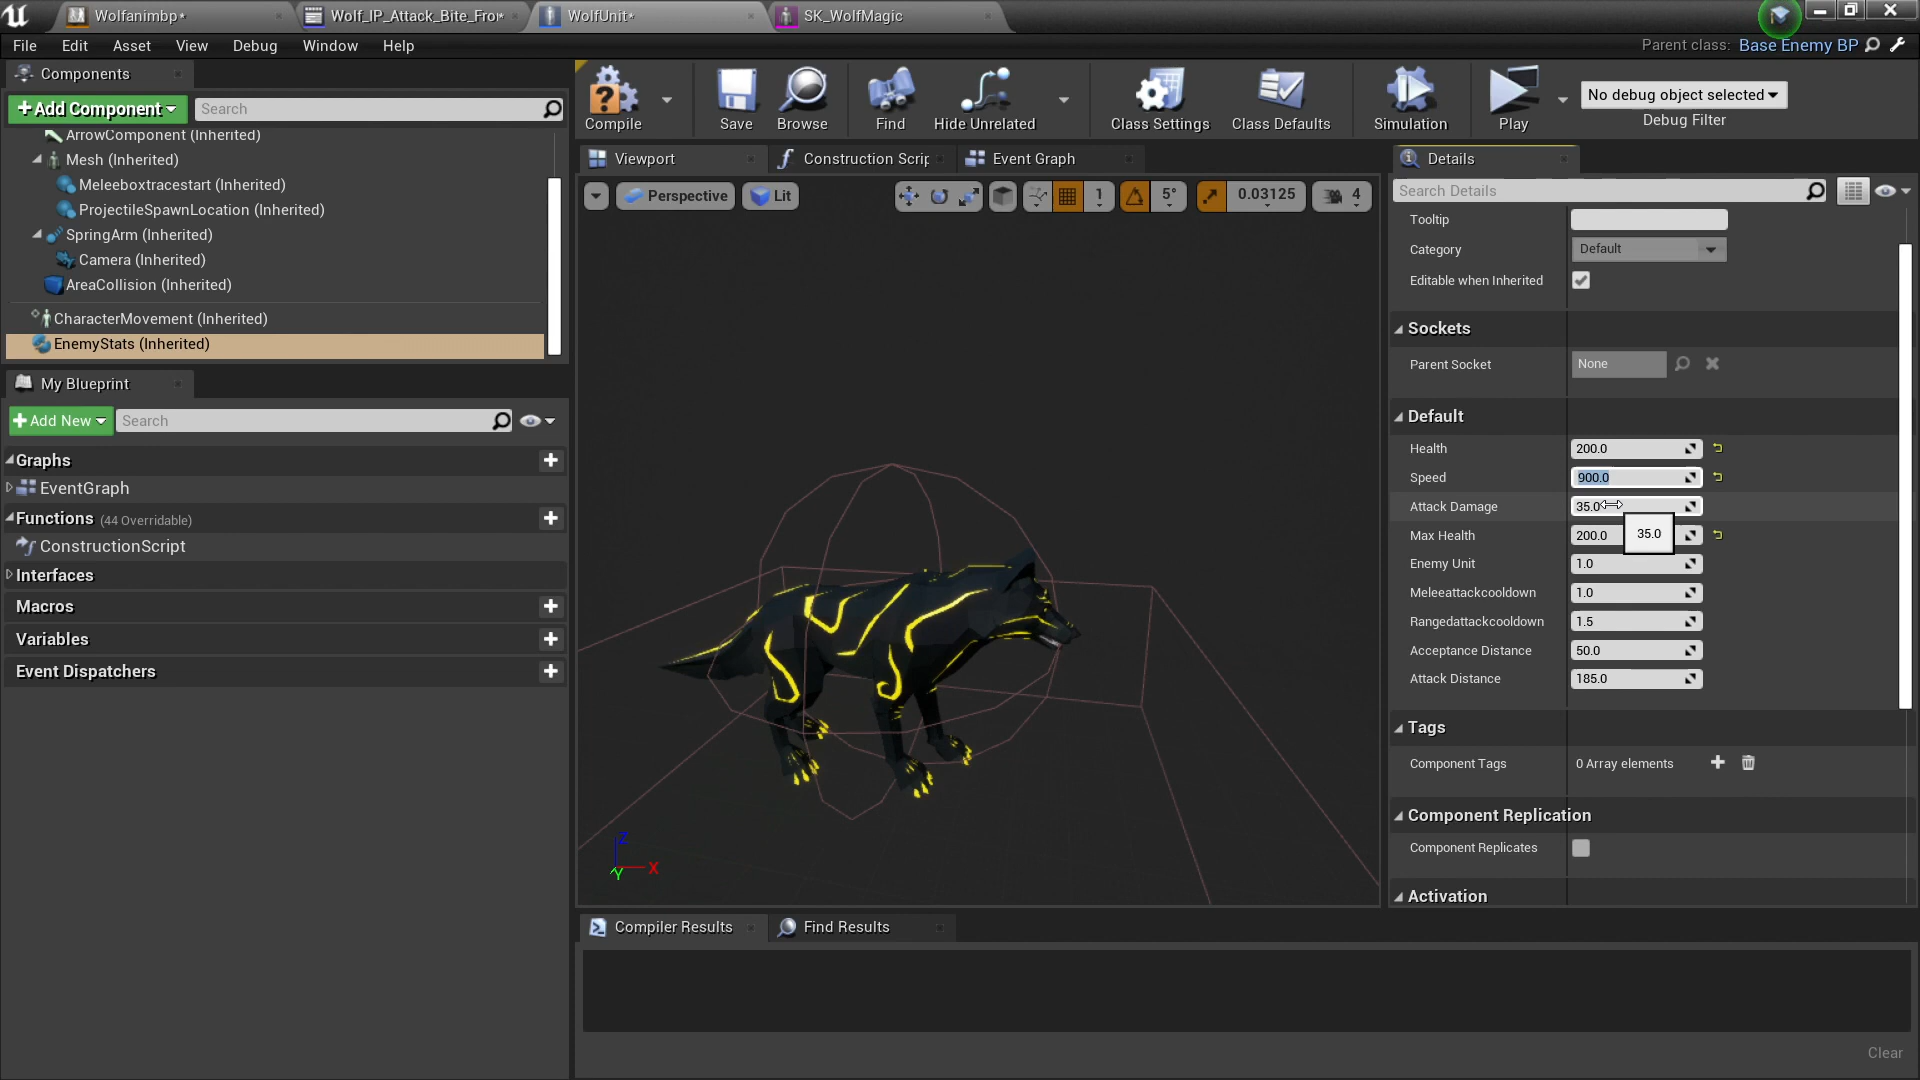 Wolfanimbp*
Wolf_IP_Attack_Bite_Fro
WolfUnit*
SK_WolfMagic
File Edit Asset View Debug Window Help
Parent class: Base Enemy BP
Components
Add Component
Search
ArrowComponent (Inherited)
Mesh (Inherited)
Meleeboxtracestart (Inherited)
ProjectileSpawnLocation (Inherited)
SpringArm (Inherited)
Camera (Inherited)
AreaCollision (Inherited)
CharacterMovement (Inherited)
EnemyStats (Inherited)
My Blueprint
Add New
Search
Graphs
EventGraph
Functions (44 Overridable)
ConstructionScript
Interfaces
Macros
Variables
Event Dispatchers
Compile
Save
Browse
Find
Hide Unrelated
Class Settings
Class Defaults
Simulation
Play
No debug object selected
Debug Filter
Viewport
Construction Scrip
Event Graph
Perspective
Lit
1
5°
0.03125
4
Z
X
Y
Details
Search Details
Tooltip
Category Default
Editable when Inherited
Sockets
Parent Socket None
Default
Health 200.0
Speed 900.0
Attack Damage 35.0
Max Health 200.0
35.0
Enemy Unit 1.0
Meleeattackcooldown 1.0
Rangedattackcooldown 1.5
Acceptance Distance 50.0
Attack Distance 185.0
Tags
Component Tags 0 Array elements
Component Replication
Component Replicates
Activation
Compiler Results
Find Results
Clear